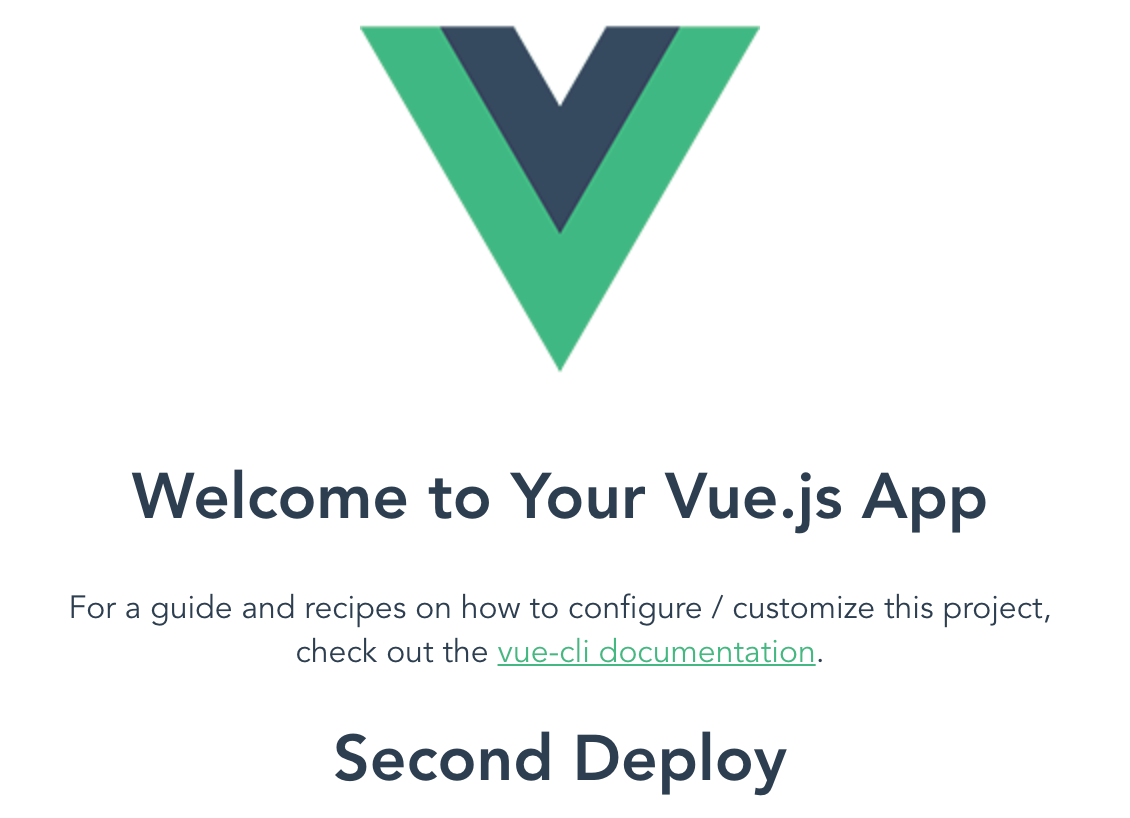 Welcome to Your Vue.js App
For a guide and recipes on how to configure / customize this project,
check out the vue-cli documentation.
Second Deploy